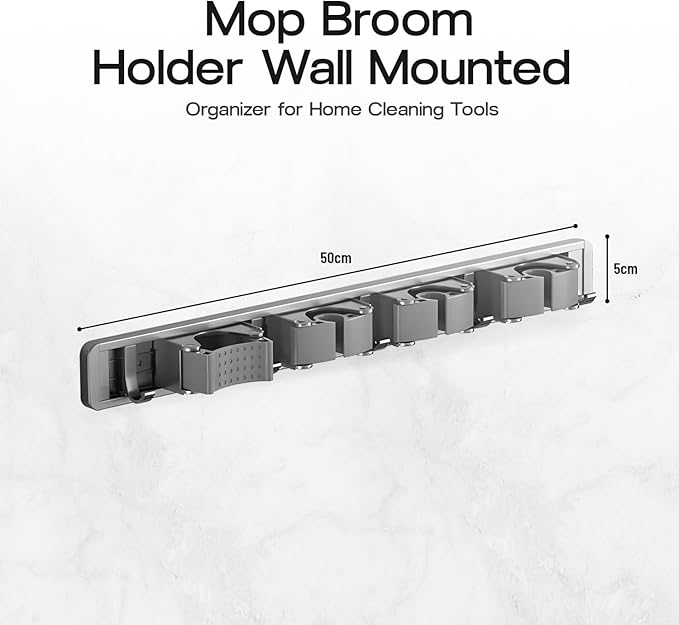 Mop Broom
Holder Wall Mounted
Organizer for Home Cleaning Tools
50cm
5cm